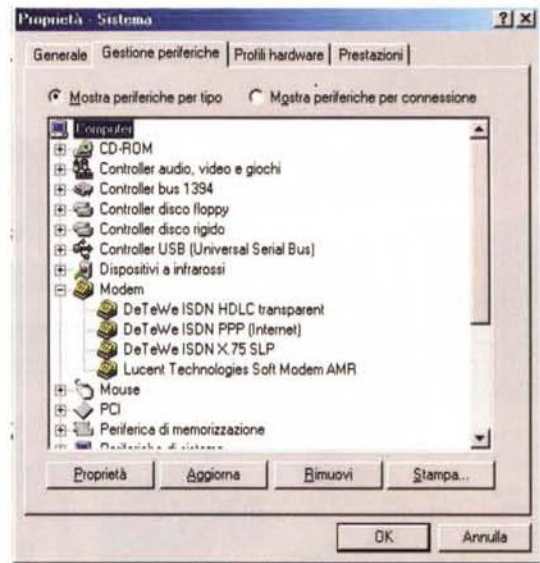 Proprietà - Sistema
Generale Gestione periferiche Profili hardware Prestazioni
Mostra periferiche per tipo Mostra periferiche per connessione
Computer
CD-ROM
Controller audio, video e giochi
Controller bus 1394
Controller disco floppy
Controller disco rigido
Controller USB (Universal Serial Bus)
Dispositivi a infrarossi
Modem
DeTeWe ISDN HDLC transparent
DeTeWe ISDN PPP (Internet)
DeTeWe ISDN X.75 SLP
Lucent Technologies Soft Modem AMR
Mouse
PCI
Periferica di memorizzazione
Periferiche di sistema
Proprietà Aggiorna Rimuovi Stampa...
OK Annulla